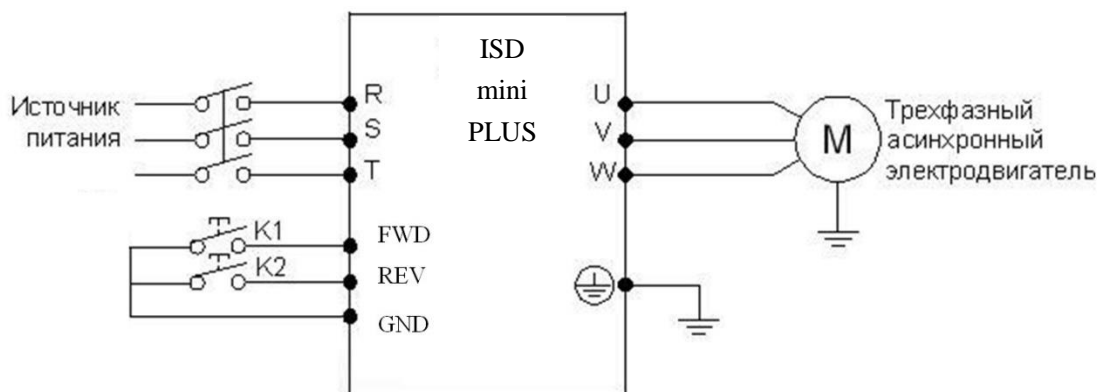 ISD
mini
PLUS
Источник
питания
R
S
T
U
V
W
M
Трехфазный
асинхронный
электродвигатель
K1
K2
FWD
REV
GND